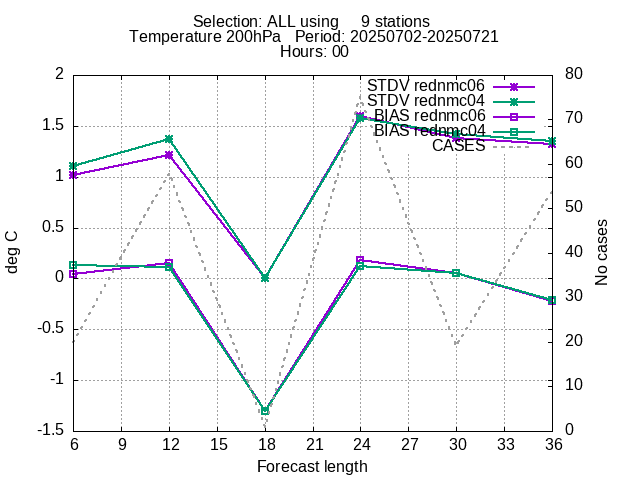 Selection: ALL using     9 stations
Temperature 200hPa   Period: 20250702-20250721
Hours: 00
STDV rednmc06
STDV rednmc04
BIAS rednmc06
BIAS rednmc04
CASES
2
1.5
1
0.5
0
-0.5
-1
-1.5
deg C
80
70
60
50
40
30
20
10
0
No cases
6 9 12 15 18 21 24 27 30 33 36
Forecast length